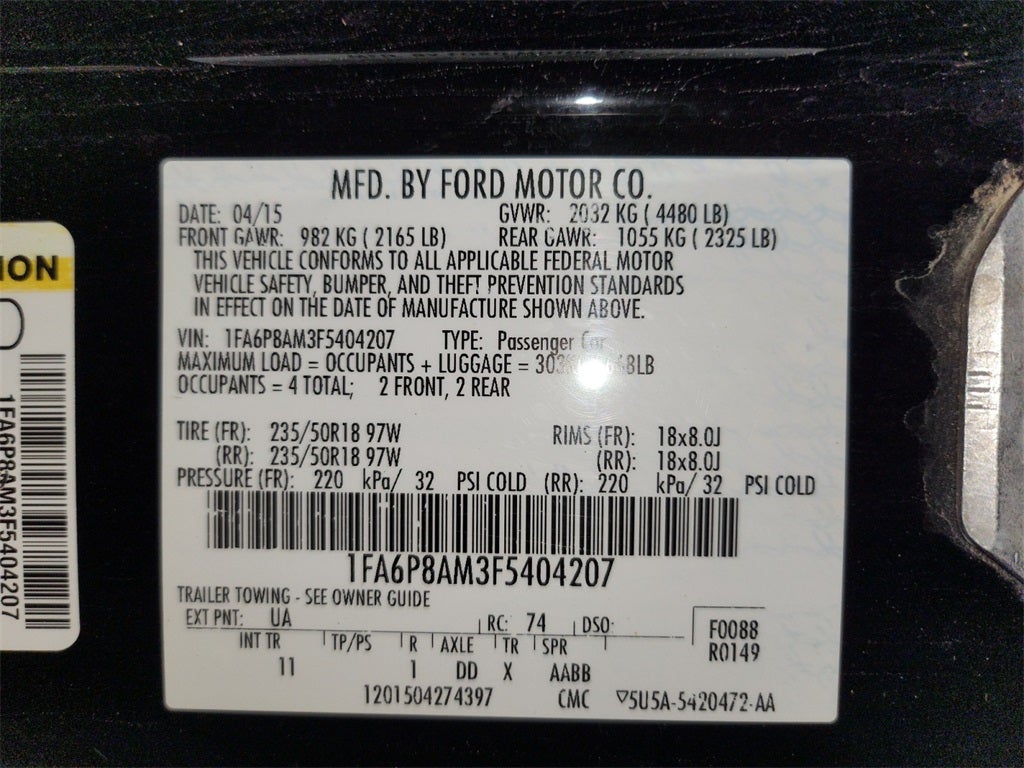 MFD. BY FORD MOTOR CO.
DATE: 04/15 GVWR: 2032 KG ( 4480 LB)
FRONT GAWR: 982 KG ( 2165 LB) REAR GAWR: 1055 KG ( 2325 LB)
THIS VEHICLE CONFORMS TO ALL APPLICABLE FEDERAL MOTOR
VEHICLE SAFETY, BUMPER, AND THEFT PREVENTION STANDARDS
IN EFFECT ON THE DATE OF MANUFACTURE SHOWN ABOVE.
VIN: 1FA6P8AM3F5404207 TYPE: Passenger Car
MAXIMUM LOAD = OCCUPANTS + LUGGAGE =
OCCUPANTS = 4 TOTAL; 2 FRONT, 2 REAR
TIRE (FR): 235/50R18 97W RIMS (FR): 18x8.0J
(RR): 235/50R18 97W (RR): 18x8.0J
PRESSURE (FR): 220 kPa/ 32 PSI COLD (RR): 220 kPa/ 32 PSI COLD
1FA6P8AM3F5404207
TRAILER TOWING - SEE OWNER GUIDE
EXT PNT: UA RC: 74 DSO:
INT TR TP/PS R AXLE TR SPR
11 1 DD X AABB
F0088
R0149
1201504274397 CMC ▽5U5A-5420472-AA
ION
1FA6P8AM3F5404207